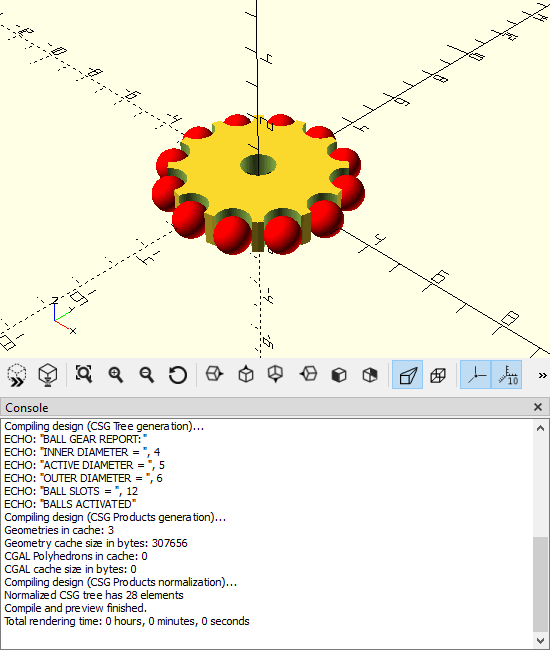 z
y
x
10
Console
Compiling design (CSG Tree generation)...
ECHO: "BALL GEAR REPORT:"
ECHO: "INNER DIAMETER = ", 4
ECHO: "ACTIVE DIAMETER = ", 5
ECHO: "OUTER DIAMETER = ", 6
ECHO: "BALL SLOTS = ", 12
ECHO: "BALLS ACTIVATED"
Compiling design (CSG Products generation)...
Geometries in cache: 3
Geometry cache size in bytes: 307656
CGAL Polyhedrons in cache: 0
CGAL cache size in bytes: 0
Compiling design (CSG Products normalization)...
Normalized CSG tree has 28 elements
Compile and preview finished.
Total rendering time: 0 hours, 0 minutes, 0 seconds